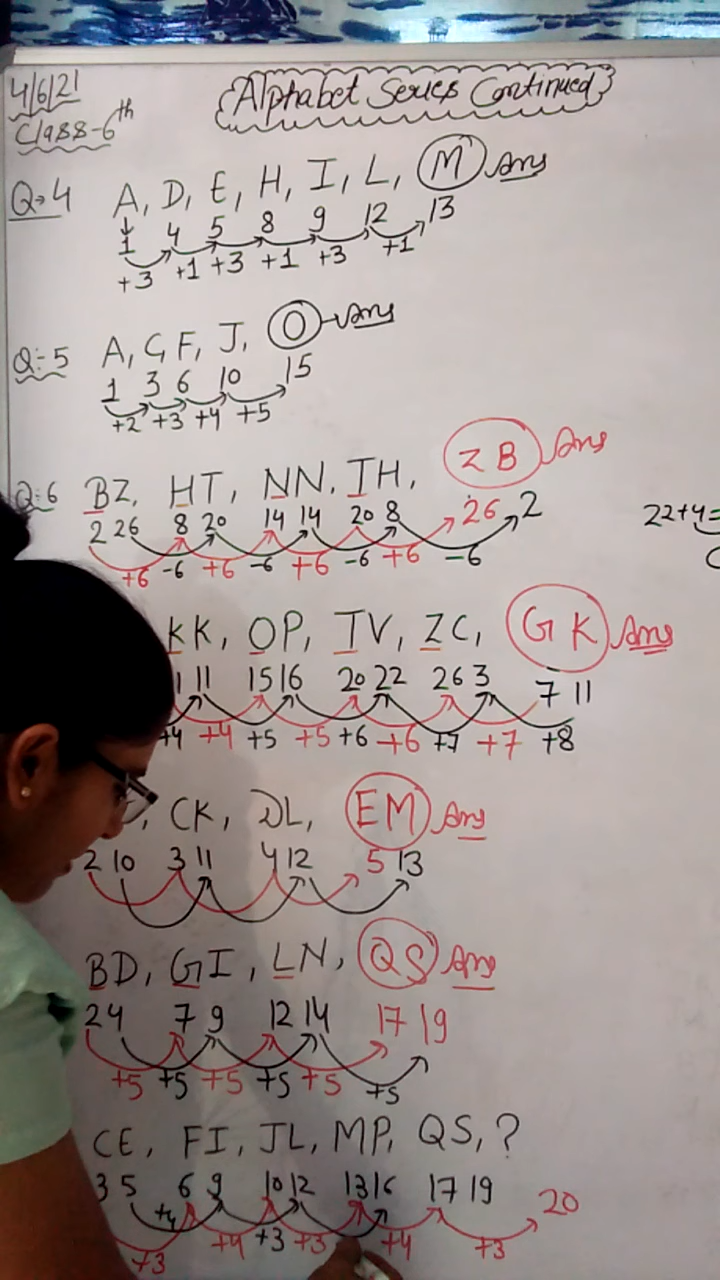 4/6/21
Class-6th
Alphabet Series Continued
Q→4 A, D, E, H, I, L, M Ans
1 4 5 8 9 12 13
+3 +1 +3 +1 +3 +1
Q:-5 A, C, F, J, O - Ans
1 3 6 10 15
+2 +3 +4 +5
Q:6 BZ, HT, NN, TH, ZB Ans
2 26 8 20 14 14 20 8 26 2
+6 -6 +6 -6 +6 -6 +6 -6
22+4=
KK, OP, TV, ZC, GK Ans
11 15 16 20 22 26 3 7 11
+4 +4 +5 +5 +6 +6 +7 +7 +8
, CK, DL, EM Ans
2 10 3 11 4 12 5 13
BD, GI, LN, QS Ans
2 4 7 9 12 14 17 19
+5 +5 +5 +5 +5 +5
CE, FI, JL, MP, QS, ?
3 5 6 9 10 12 13 16 17 19 20
+3 +4 +4 +3 +3 +4 +3